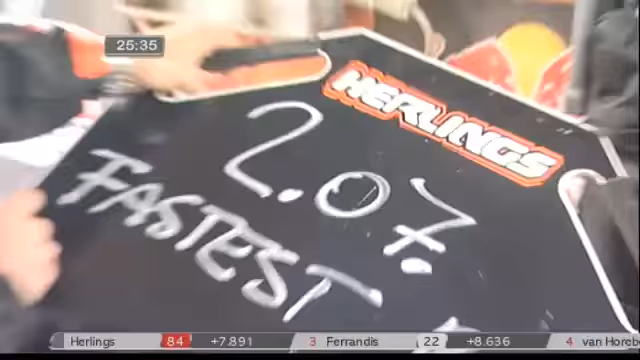 25:35
HERLINGS
2.07.
FASTEST
Herlings 84 +7.891 3 Ferrandis 22 +8.636 4 van Horeb